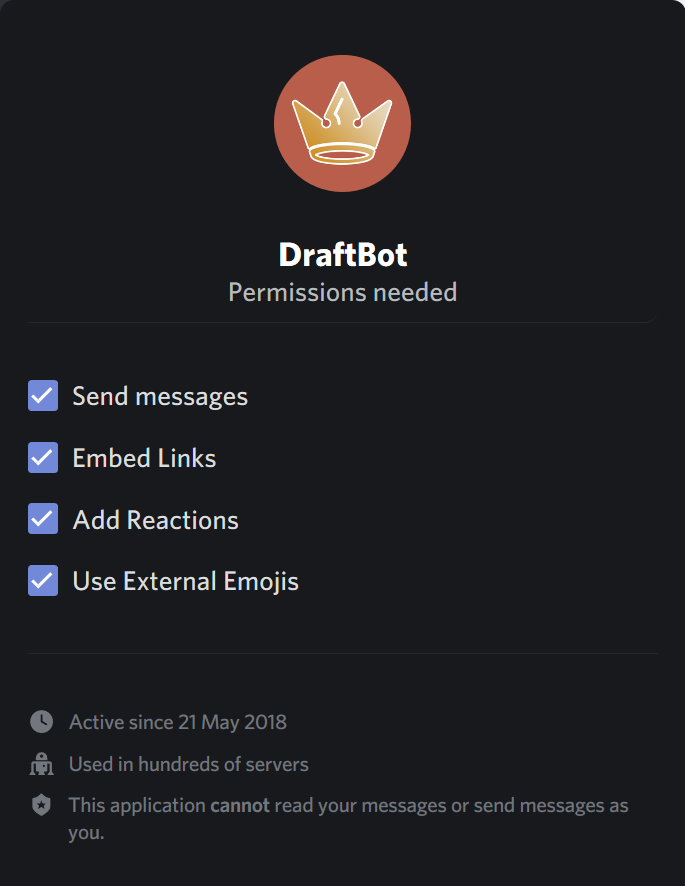 DraftBot
Permissions needed
Send messages
Embed Links
Add Reactions
Use External Emojis
Active since 21 May 2018
Used in hundreds of servers
This application cannot read your messages or send messages as
you.